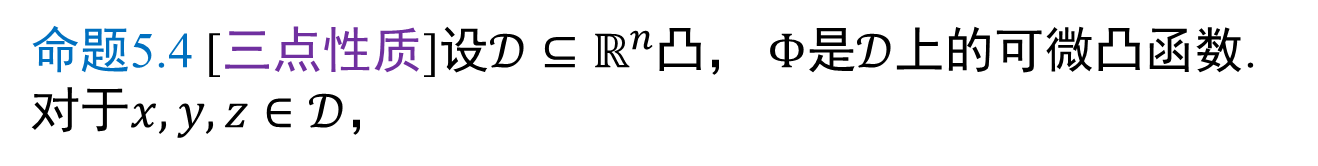 命题5.4 [三点性质]设𝒟 ⊆ ℝⁿ凸， Φ是𝒟上的可微凸函数.
对于x, y, z ∈ 𝒟，